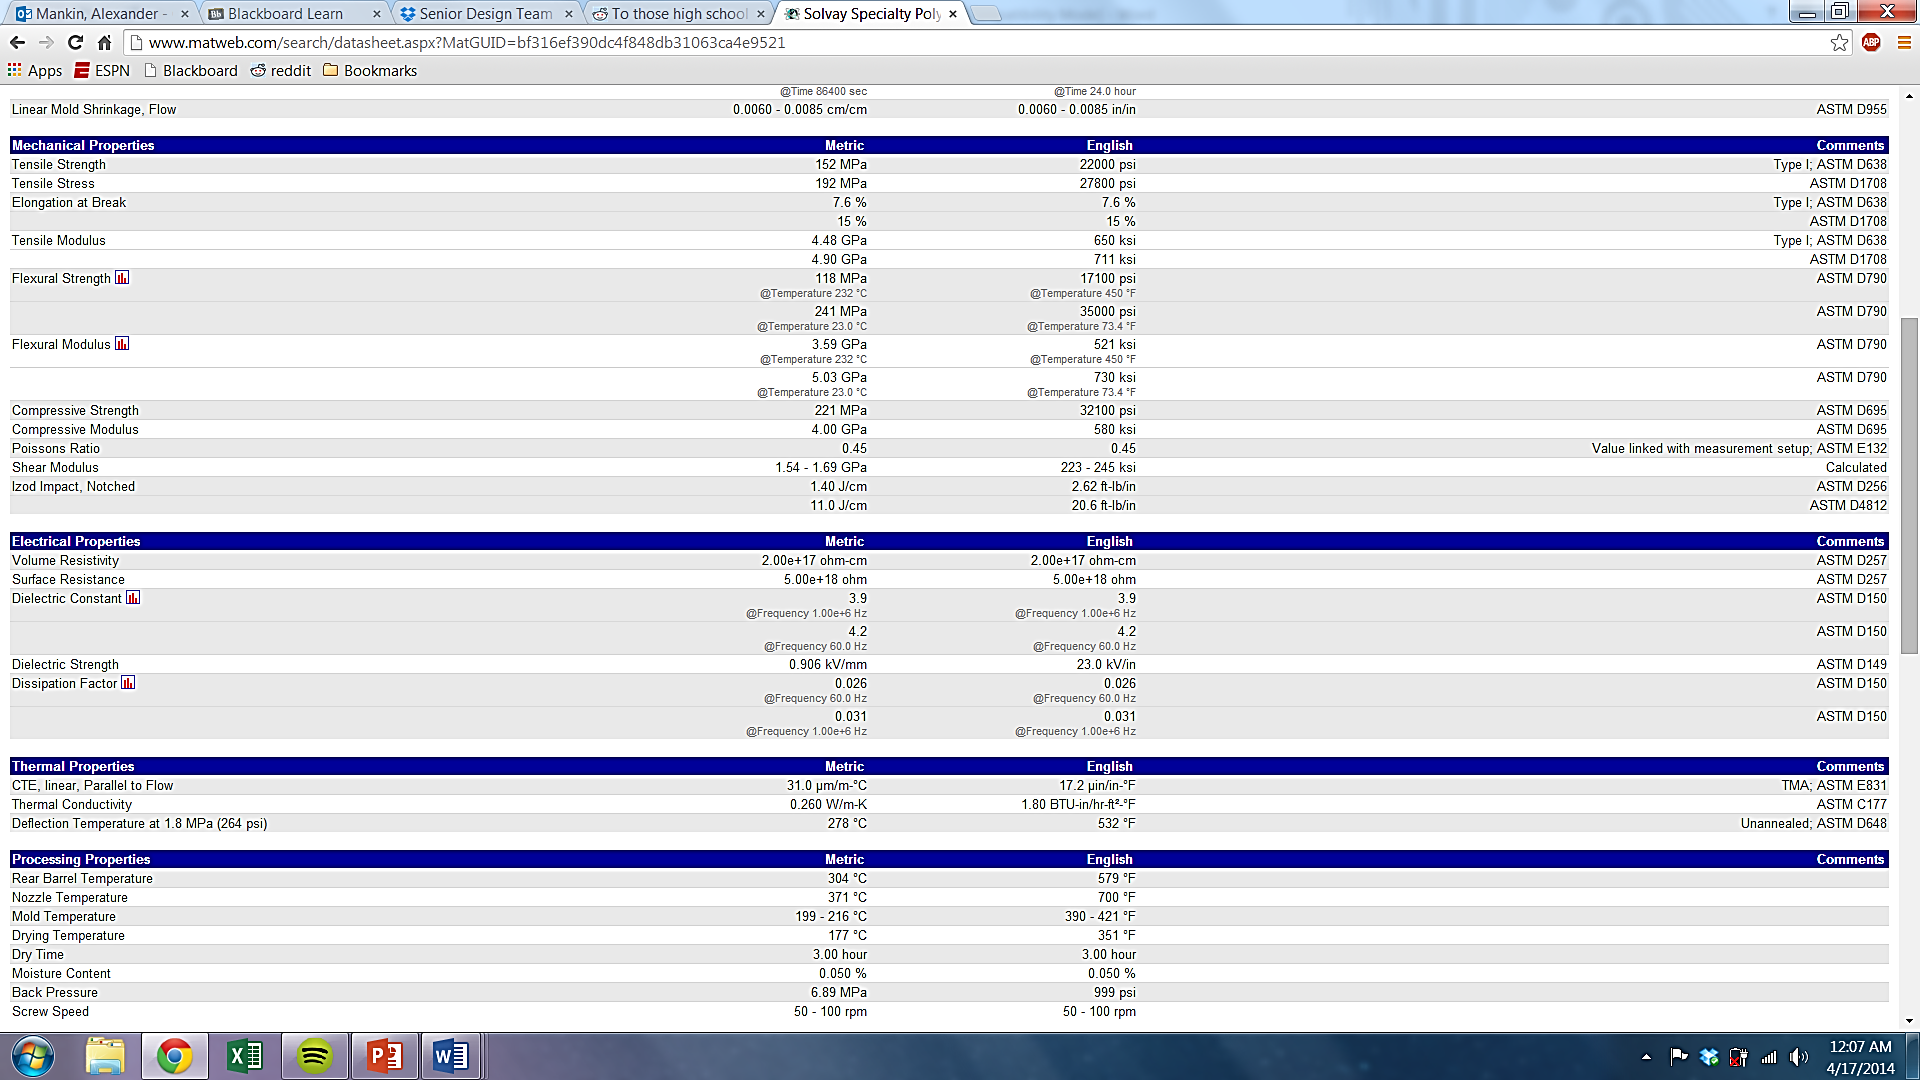 Mankin, Alexander -
Blackboard Learn
Senior Design Team
To those high school
Solvay Specialty Poly
www.matweb.com/search/datasheet.aspx?MatGUID=bf316ef390dc4f848db31063ca4e9521
ABP
Apps ESPN Blackboard reddit Bookmarks
@Time 86400 sec @Time 24.0 hour
Linear Mold Shrinkage, Flow 0.0060 - 0.0085 cm/cm 0.0060 - 0.0085 in/in ASTM D955
Mechanical Properties Metric English Comments
Tensile Strength 152 MPa 22000 psi Type I; ASTM D638
Tensile Stress 192 MPa 27800 psi ASTM D1708
Elongation at Break 7.6 % 7.6 % Type I; ASTM D638
15 % 15 % ASTM D1708
Tensile Modulus 4.48 GPa 650 ksi Type I; ASTM D638
4.90 GPa 711 ksi ASTM D1708
Flexural Strength 118 MPa 17100 psi ASTM D790
@Temperature 232 °C @Temperature 450 °F
241 MPa 35000 psi ASTM D790
@Temperature 23.0 °C @Temperature 73.4 °F
Flexural Modulus 3.59 GPa 521 ksi ASTM D790
@Temperature 232 °C @Temperature 450 °F
5.03 GPa 730 ksi ASTM D790
@Temperature 23.0 °C @Temperature 73.4 °F
Compressive Strength 221 MPa 32100 psi ASTM D695
Compressive Modulus 4.00 GPa 580 ksi ASTM D695
Poissons Ratio 0.45 0.45 Value linked with measurement setup; ASTM E132
Shear Modulus 1.54 - 1.69 GPa 223 - 245 ksi Calculated
Izod Impact, Notched 1.40 J/cm 2.62 ft-lb/in ASTM D256
11.0 J/cm 20.6 ft-lb/in ASTM D4812
Electrical Properties Metric English Comments
Volume Resistivity 2.00e+17 ohm-cm 2.00e+17 ohm-cm ASTM D257
Surface Resistance 5.00e+18 ohm 5.00e+18 ohm ASTM D257
Dielectric Constant 3.9 3.9 ASTM D150
@Frequency 1.00e+6 Hz @Frequency 1.00e+6 Hz
4.2 4.2 ASTM D150
@Frequency 60.0 Hz @Frequency 60.0 Hz
Dielectric Strength 0.906 kV/mm 23.0 kV/in ASTM D149
Dissipation Factor 0.026 0.026 ASTM D150
@Frequency 60.0 Hz @Frequency 60.0 Hz
0.031 0.031 ASTM D150
@Frequency 1.00e+6 Hz @Frequency 1.00e+6 Hz
Thermal Properties Metric English Comments
CTE, linear, Parallel to Flow 31.0 µm/m-°C 17.2 µin/in-°F TMA; ASTM E831
Thermal Conductivity 0.260 W/m-K 1.80 BTU-in/hr-ft²-°F ASTM C177
Deflection Temperature at 1.8 MPa (264 psi) 278 °C 532 °F Unannealed; ASTM D648
Processing Properties Metric English Comments
Rear Barrel Temperature 304 °C 579 °F
Nozzle Temperature 371 °C 700 °F
Mold Temperature 199 - 216 °C 390 - 421 °F
Drying Temperature 177 °C 351 °F
Dry Time 3.00 hour 3.00 hour
Moisture Content 0.050 % 0.050 %
Back Pressure 6.89 MPa 999 psi
Screw Speed 50 - 100 rpm 50 - 100 rpm
12:07 AM
4/17/2014